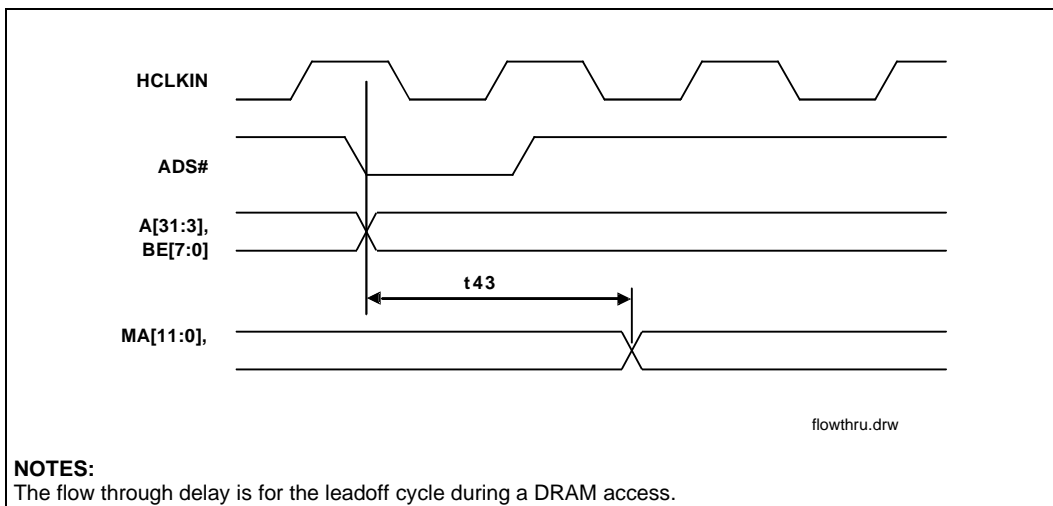 HCLKIN
ADS#
A[31:3],
BE[7:0]
t43
MA[11:0],
flowthru.drw
NOTES:
The flow through delay is for the leadoff cycle during a DRAM access.